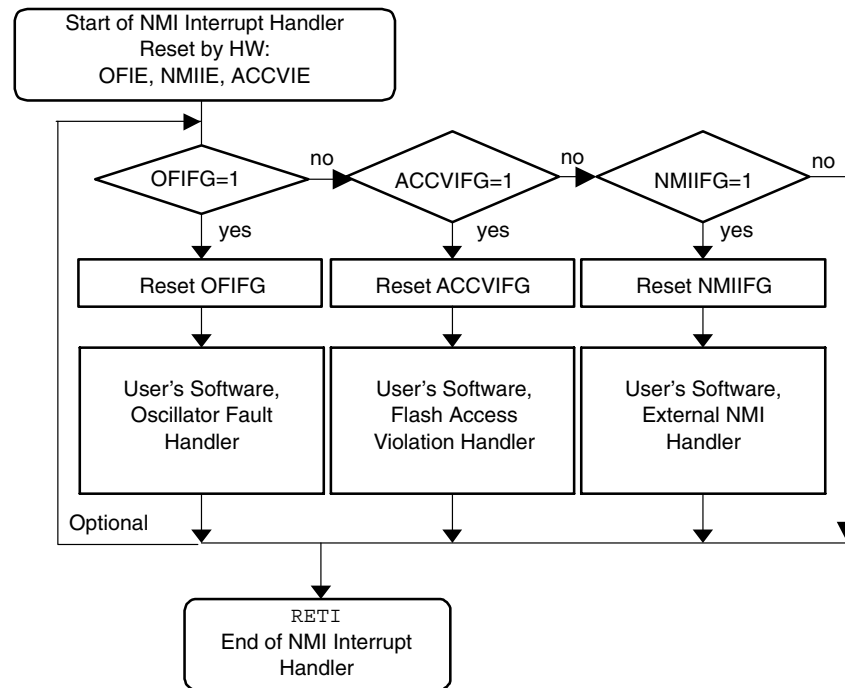 Start of NMI Interrupt Handler
Reset by HW:
OFIE, NMIIE, ACCVIE
OFIFG=1
no
ACCVIFG=1
no
NMIIFG=1
no
yes
yes
yes
Reset OFIFG
Reset ACCVIFG
Reset NMIIFG
User's Software,
Oscillator Fault
Handler
User's Software,
Flash Access
Violation Handler
User's Software,
External NMI
Handler
Optional
RETI
End of NMI Interrupt
Handler